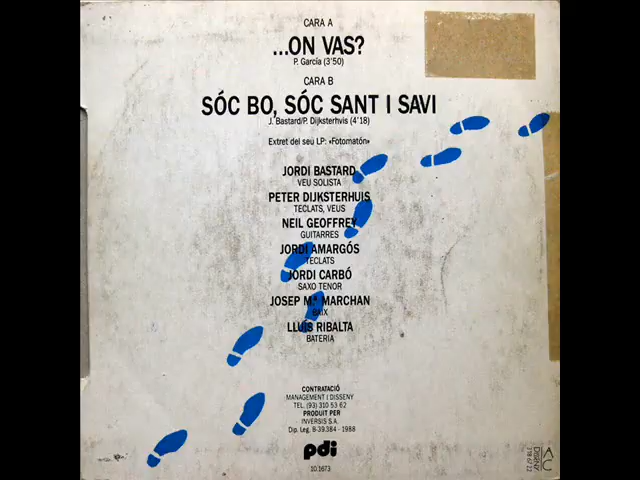 CARA A
...ON VAS?
P. García (3'50)
CARA B
SÓC BO, SÓC SANT I SAVI
J. Bastard/P. Dijksterhvis (4'18)
Extret del seu LP: «Fotomatón»
JORDI BASTARD
VEU SOLISTA
PETER DIJKSTERHUIS
TECLATS, VEUS
NEIL GEOFFREY
GUITARRES
JORDI AMARGÓS
TECLATS
JORDI CARBÓ
SAXO TENOR
JOSEP M.ª MARCHAN
BAIX
LLUÍS RIBALTA
BATERIA
CONTRATACIÓ
MANAGEMENT I DISSENY
TEL. (93) 310 53 62
PRODUIT PER
INVERSIS S.A.
Dip. Leg. B-39.384 - 1988
pdi
10.1673